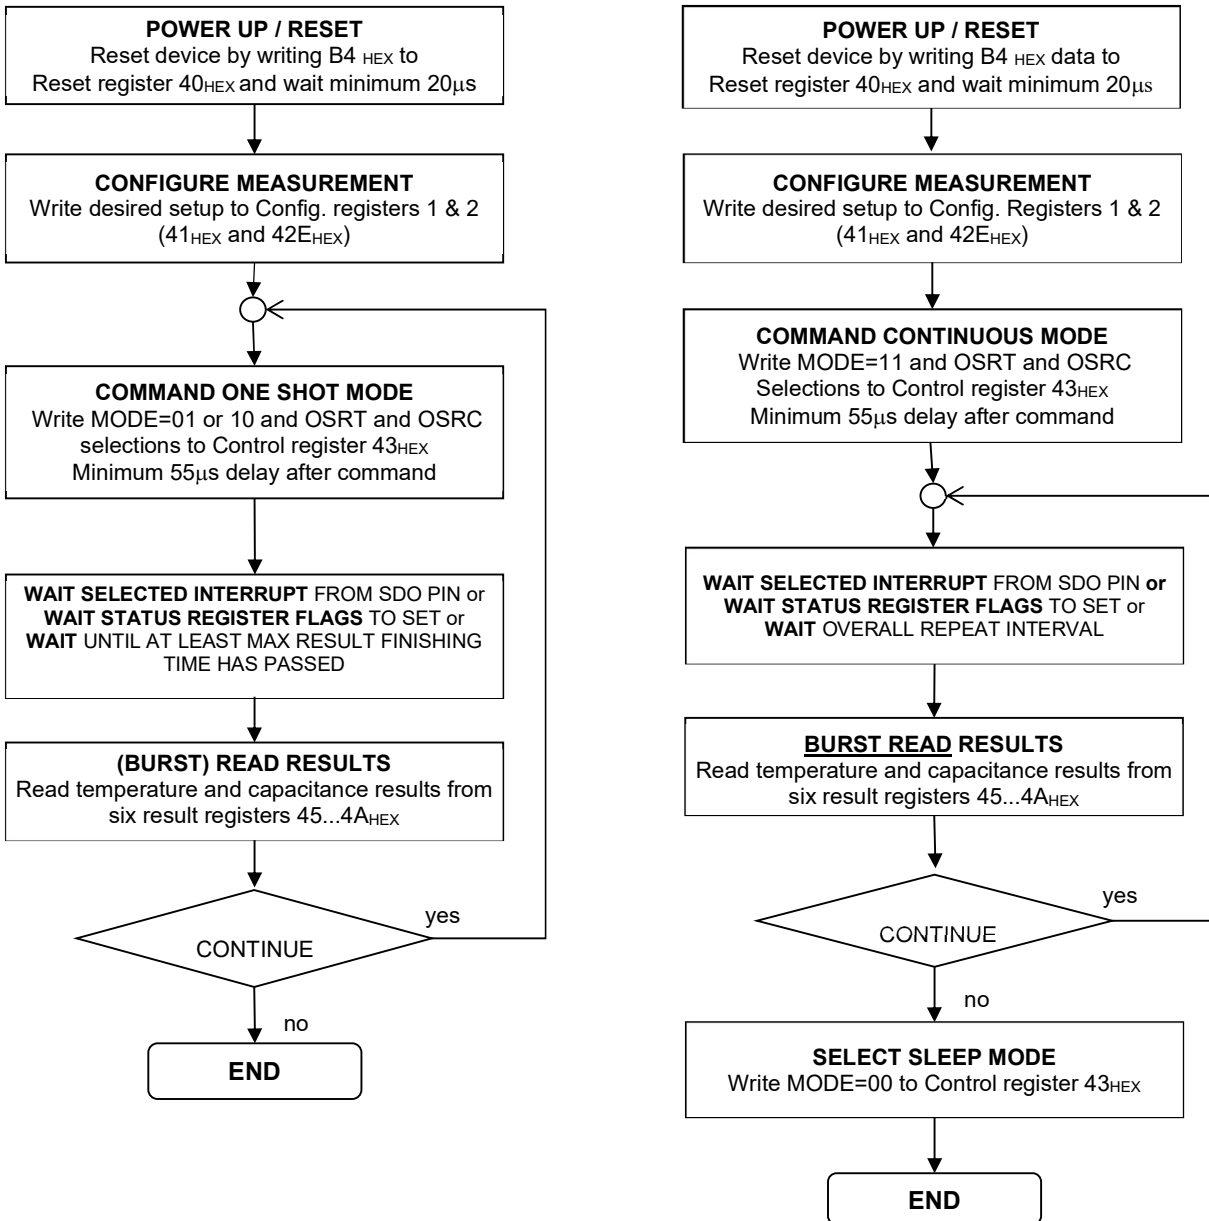 POWER UP / RESET
Reset device by writing B4 HEX to
Reset register 40HEX and wait minimum 20µs
CONFIGURE MEASUREMENT
Write desired setup to Config. registers 1 & 2
(41HEX and 42EHEX)
COMMAND ONE SHOT MODE
Write MODE=01 or 10 and OSRT and OSRC
selections to Control register 43HEX
Minimum 55µs delay after command
WAIT SELECTED INTERRUPT FROM SDO PIN or
WAIT STATUS REGISTER FLAGS TO SET or
WAIT UNTIL AT LEAST MAX RESULT FINISHING
TIME HAS PASSED
(BURST) READ RESULTS
Read temperature and capacitance results from
six result registers 45...4AHEX
CONTINUE
yes
no
END
POWER UP / RESET
Reset device by writing B4 HEX data to
Reset register 40HEX and wait minimum 20µs
CONFIGURE MEASUREMENT
Write desired setup to Config. Registers 1 & 2
(41HEX and 42EHEX)
COMMAND CONTINUOUS MODE
Write MODE=11 and OSRT and OSRC
Selections to Control register 43HEX
Minimum 55µs delay after command
WAIT SELECTED INTERRUPT FROM SDO PIN or
WAIT STATUS REGISTER FLAGS TO SET or
WAIT OVERALL REPEAT INTERVAL
BURST READ RESULTS
Read temperature and capacitance results from
six result registers 45...4AHEX
CONTINUE
yes
no
SELECT SLEEP MODE
Write MODE=00 to Control register 43HEX
END